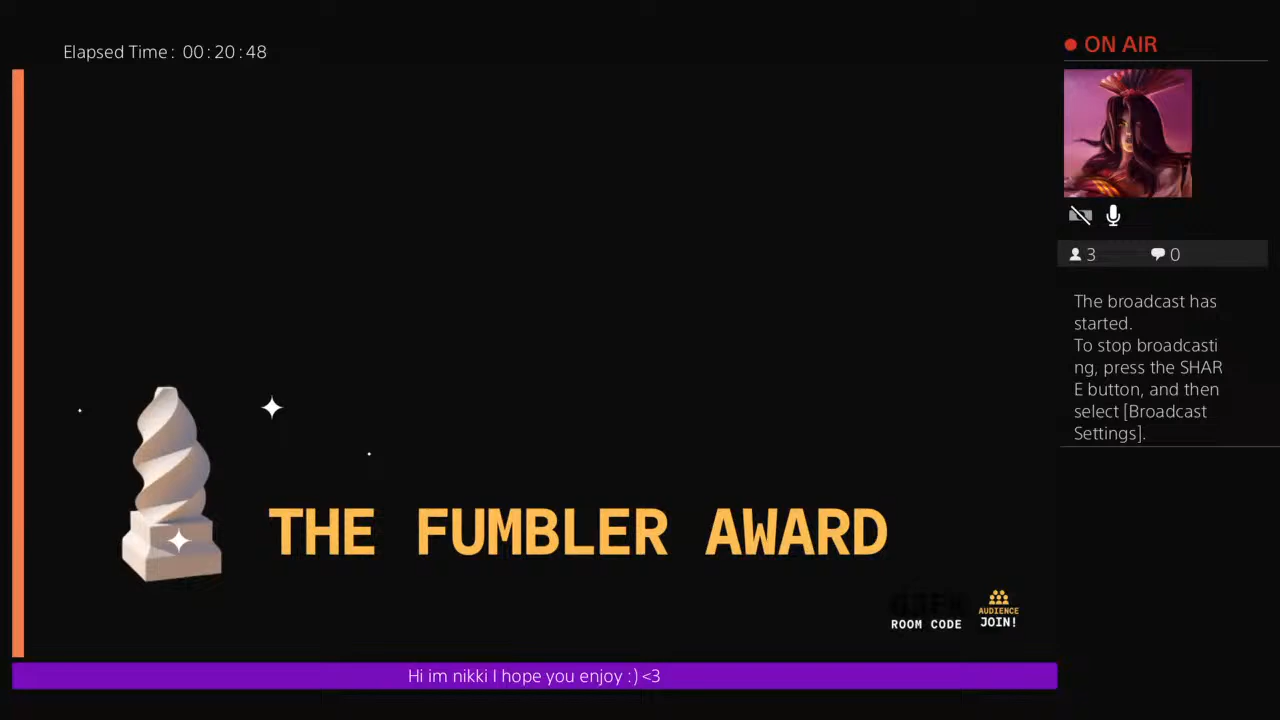 Elapsed Time: 00:20:48
ON AIR
3
0
The broadcast has
started.
To stop broadcasti
ng, press the SHAR
E button, and then
select [Broadcast
Settings].
THE FUMBLER AWARD
ROOM CODE
AUDIENCE
JOIN!
Hi im nikki I hope you enjoy :) <3